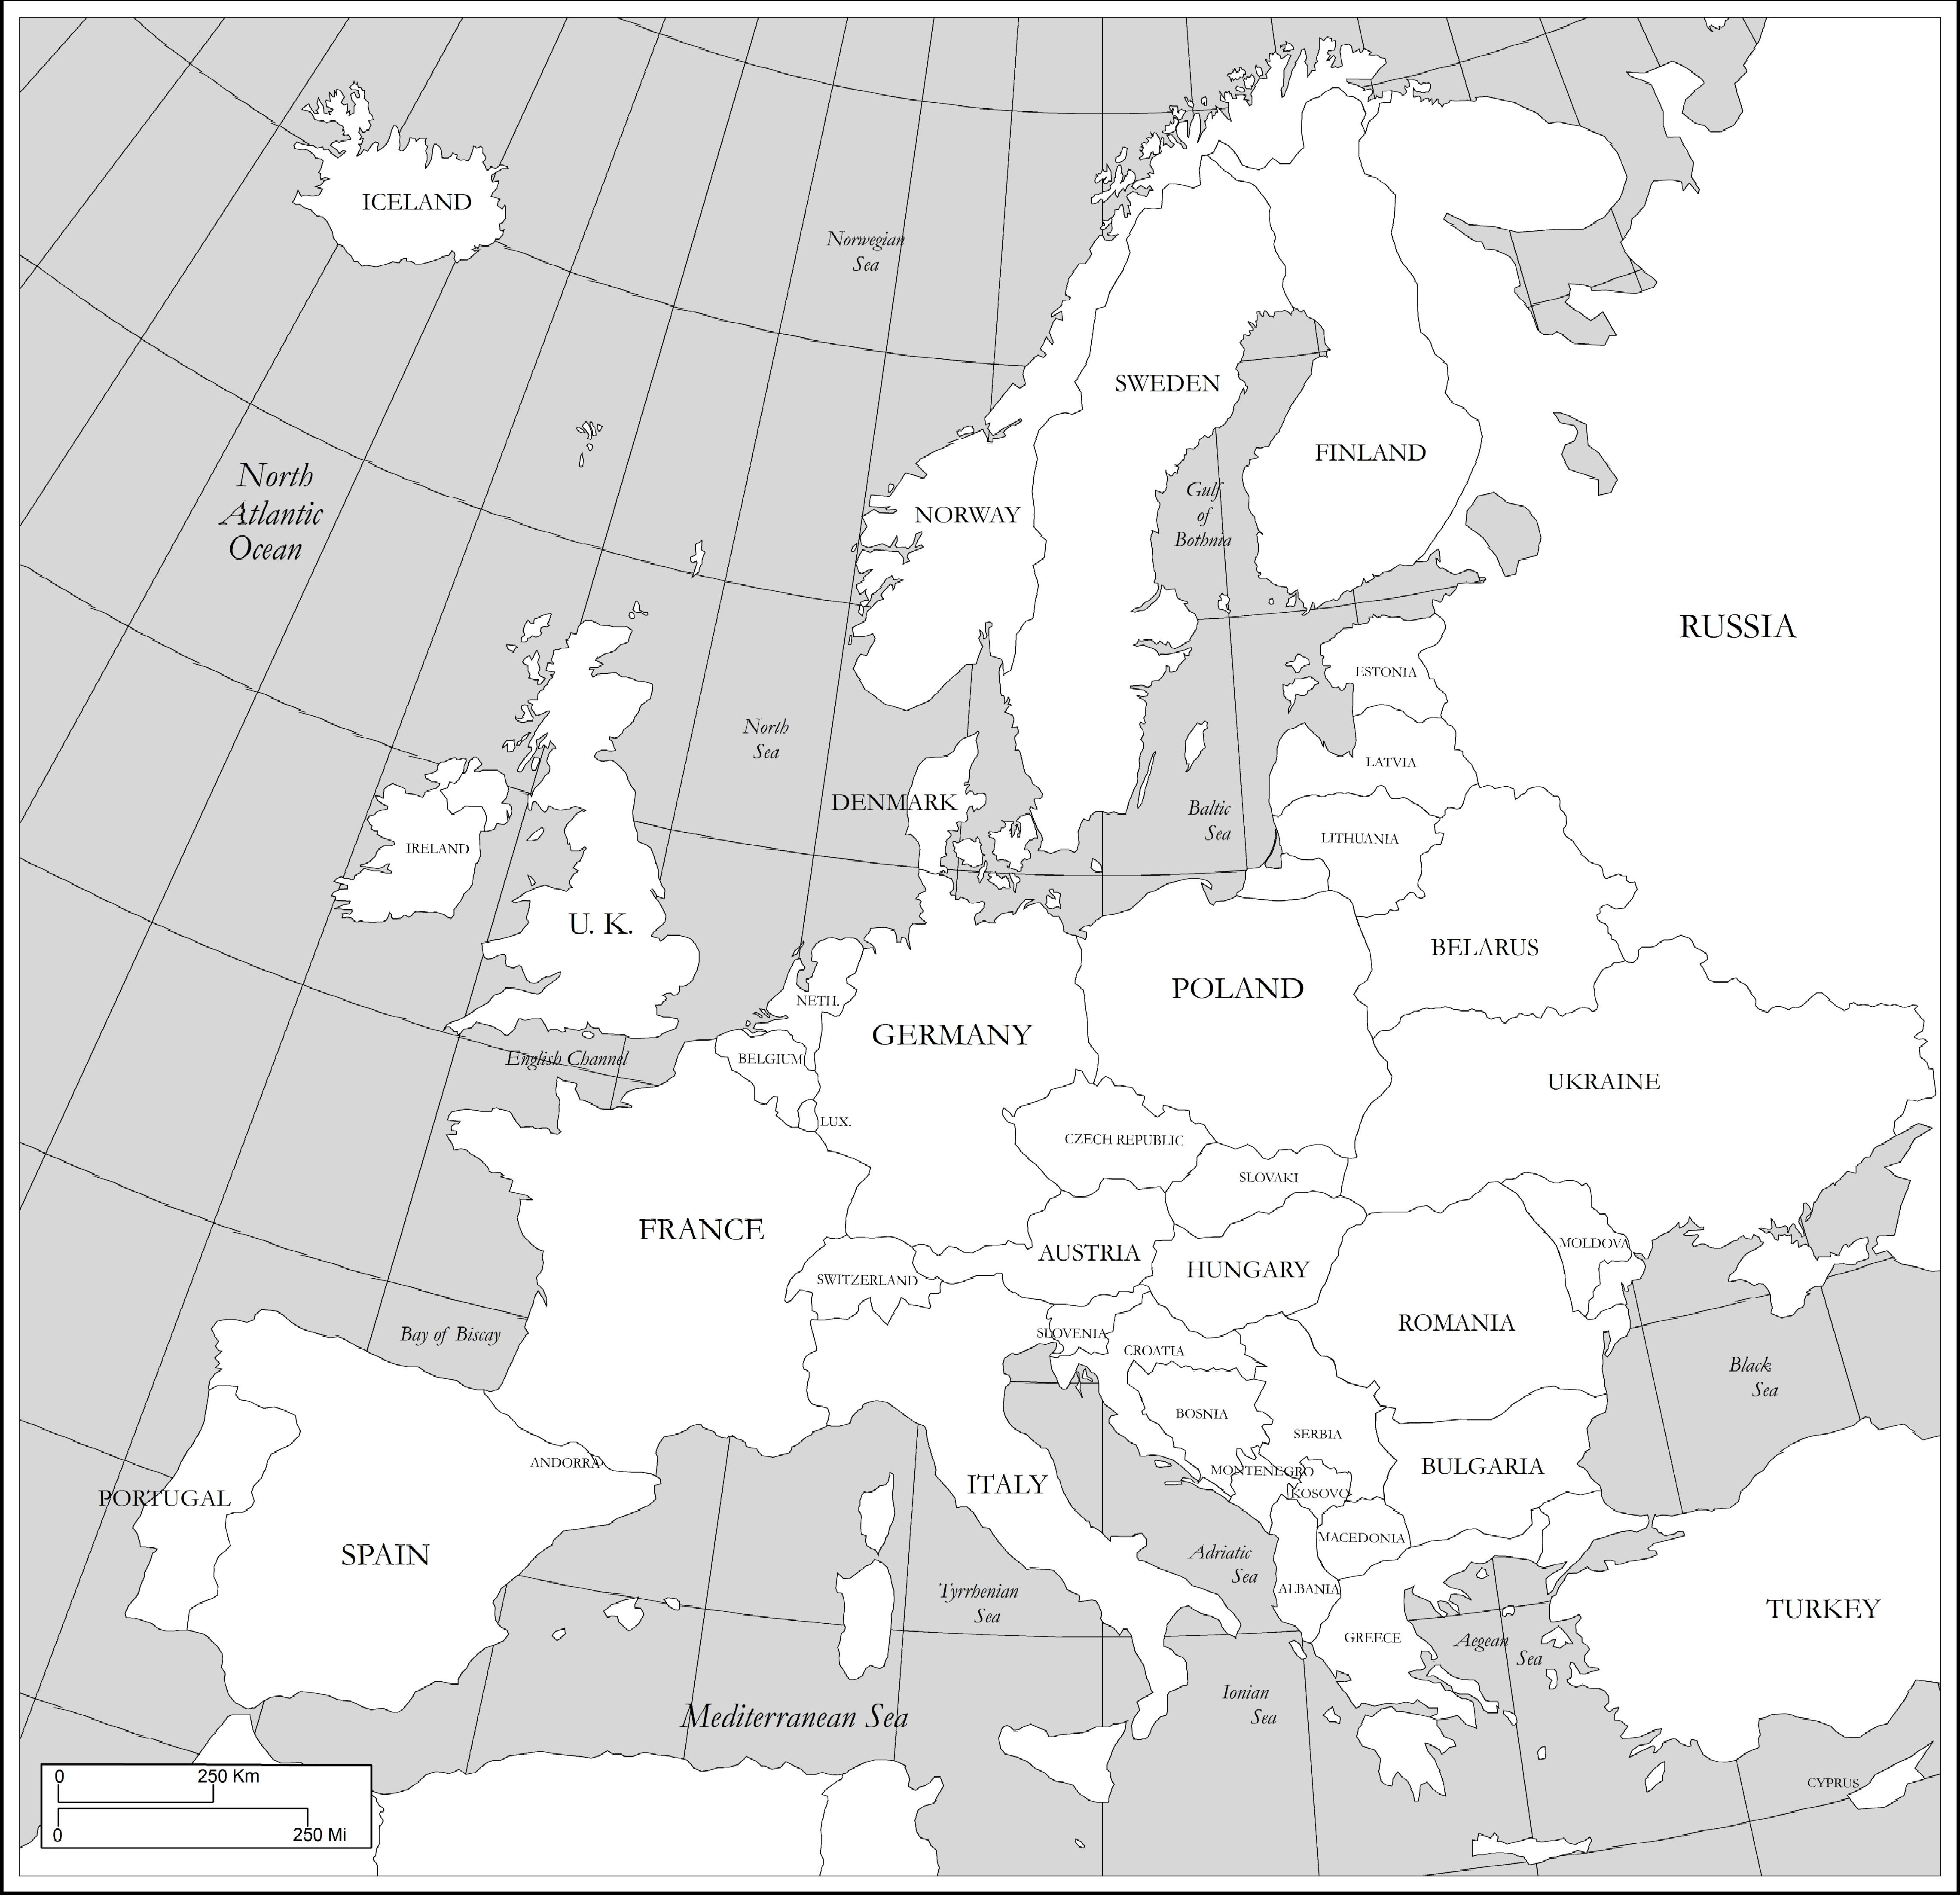 ICELAND
Norwegian
Sea
SWEDEN
FINLAND
North
Atlantic
Ocean
NORWAY
Gulf
of
Bothnia
RUSSIA
ESTONIA
North
Sea
LATVIA
DENMARK
Baltic
Sea
LITHUANIA
IRELAND
U. K.
BELARUS
POLAND
NETH.
GERMANY
English Channel
BELGIUM
UKRAINE
LUX.
CZECH REPUBLIC
SLOVAKI
FRANCE
MOLDOVA
AUSTRIA
HUNGARY
SWITZERLAND
ROMANIA
Bay of Biscay
SLOVENIA
CROATIA
Black
Sea
BOSNIA
SERBIA
ANDORRA
MONTENEGRO
BULGARIA
ITALY
KOSOVO
PORTUGAL
MACEDONIA
SPAIN
Adriatic
Sea
ALBANIA
Tyrrhenian
Sea
TURKEY
GREECE
Aegean
Sea
Ionian
Sea
Mediterranean Sea
CYPRUS
0 250 Km
0 250 Mi